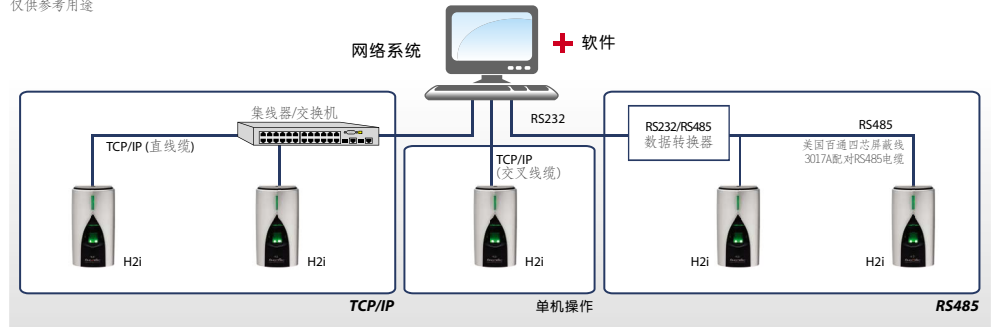 仅供参考用途
网络系统
软件
集线器/交换机
TCP/IP (直线缆)
H2i
H2i
TCP/IP
RS232
TCP/IP
(交叉线缆)
H2i
单机操作
RS232/RS485
数据转换器
RS485
美国百通四芯屏蔽线
3017A配对RS485电缆
H2i
H2i
RS485